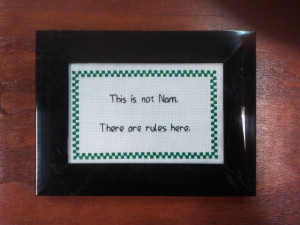 This is not Nam.
There are rules here.